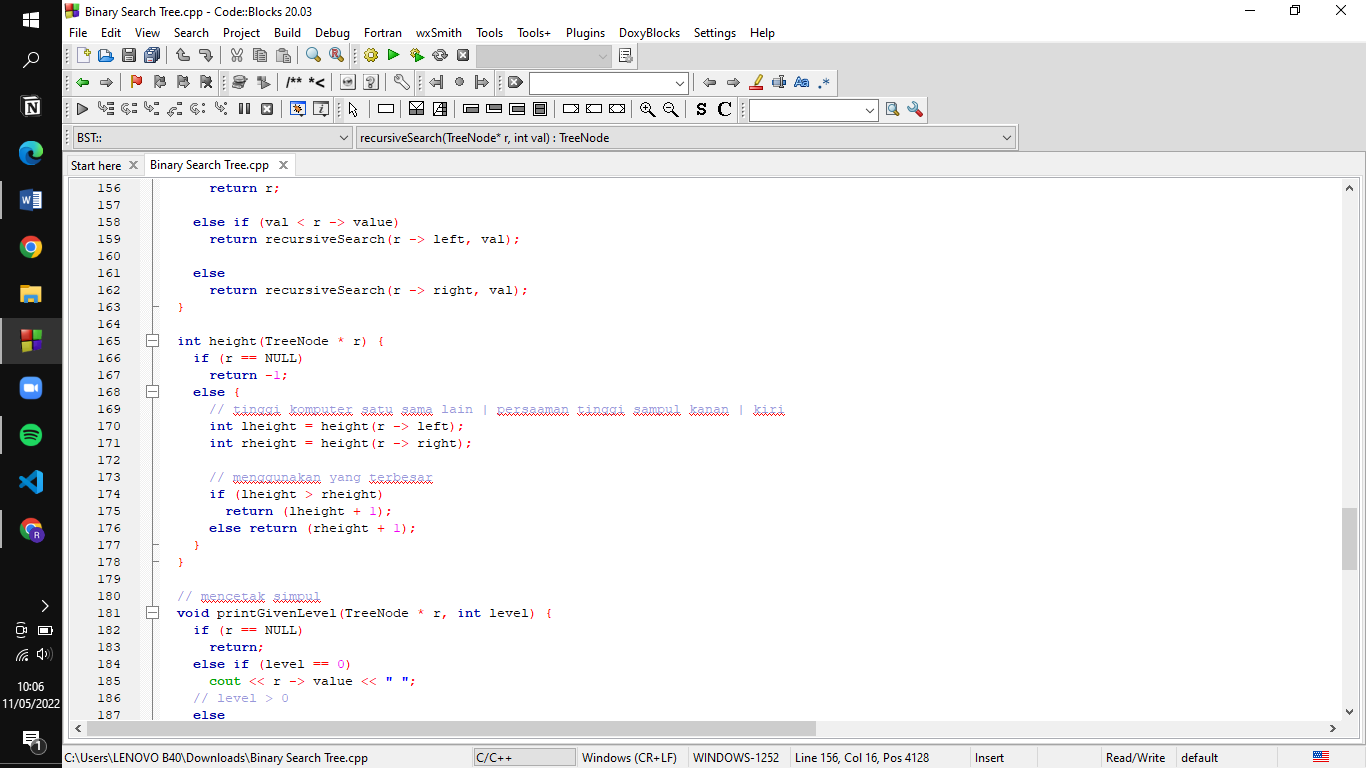 Binary Search Tree.cpp - Code::Blocks 20.03
File Edit View Search Project Build Debug Fortran wxSmith Tools Tools+ Plugins DoxyBlocks Settings Help
/** *<
Aa .*
S C
BST:: recursiveSearch(TreeNode* r, int val) : TreeNode
Start here Binary Search Tree.cpp
156 return r;
157
158 else if (val < r -> value)
159 return recursiveSearch(r -> left, val);
160
161 else
162 return recursiveSearch(r -> right, val);
163 }
164
165 int height(TreeNode * r) {
166 if (r == NULL)
167 return -1;
168 else {
169 // tinggi komputer satu sama lain | persaaman tinggi sampul kanan | kiri
170 int lheight = height(r -> left);
171 int rheight = height(r -> right);
172
173 // menggunakan yang terbesar
174 if (lheight > rheight)
175 return (lheight + 1);
176 else return (rheight + 1);
177 }
178 }
179
180 // mencetak simpul
181 void printGivenLevel(TreeNode * r, int level) {
182 if (r == NULL)
183 return;
184 else if (level == 0)
185 cout << r -> value << " ";
186 // level > 0
187 else
C:\Users\LENOVO B40\Downloads\Binary Search Tree.cpp C/C++ Windows (CR+LF) WINDOWS-1252 Line 156, Col 16, Pos 4128 Insert Read/Write default
10:06
11/05/2022
1